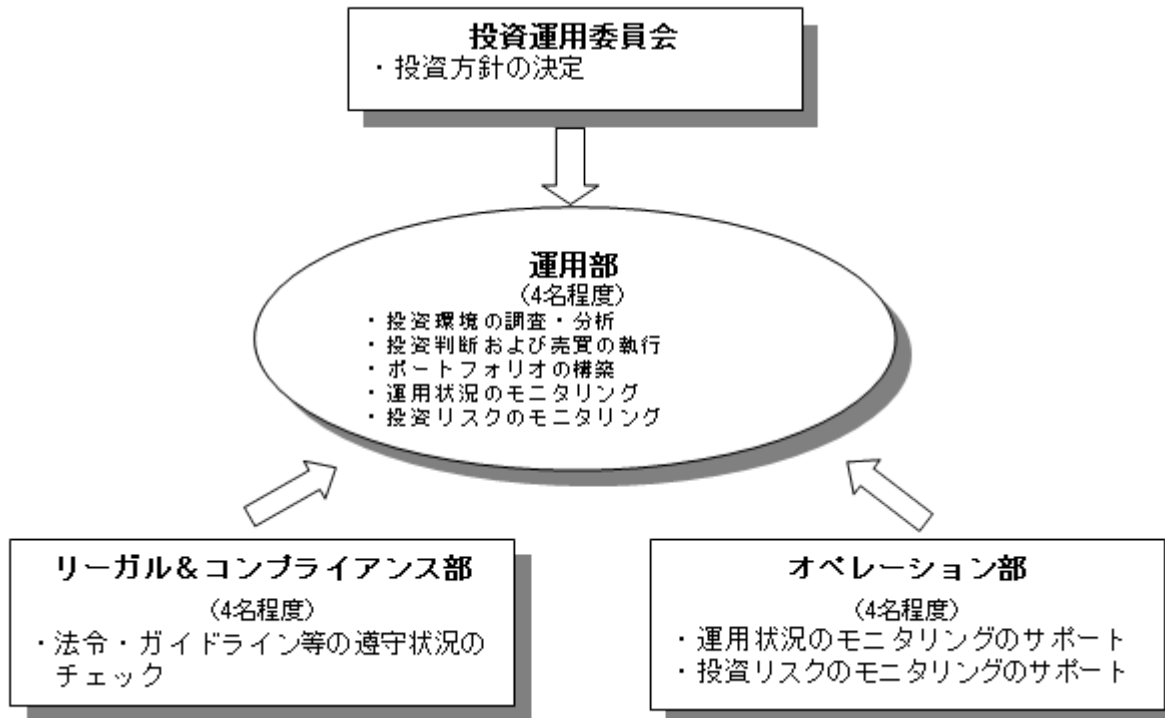 投資運用委員会
・投資方針の決定
運用部
(4名程度)
・投資環境の調査・分析
・投資判断および売買の執行
・ポートフォリオの構築
・運用状況のモニタリング
・投資リスクのモニタリング
リーガル&コンプライアンス部
(4名程度)
・法令・ガイドライン等の遵守状況の
チェック
オペレーション部
(4名程度)
・運用状況のモニタリングのサポート
・投資リスクのモニタリングのサポート